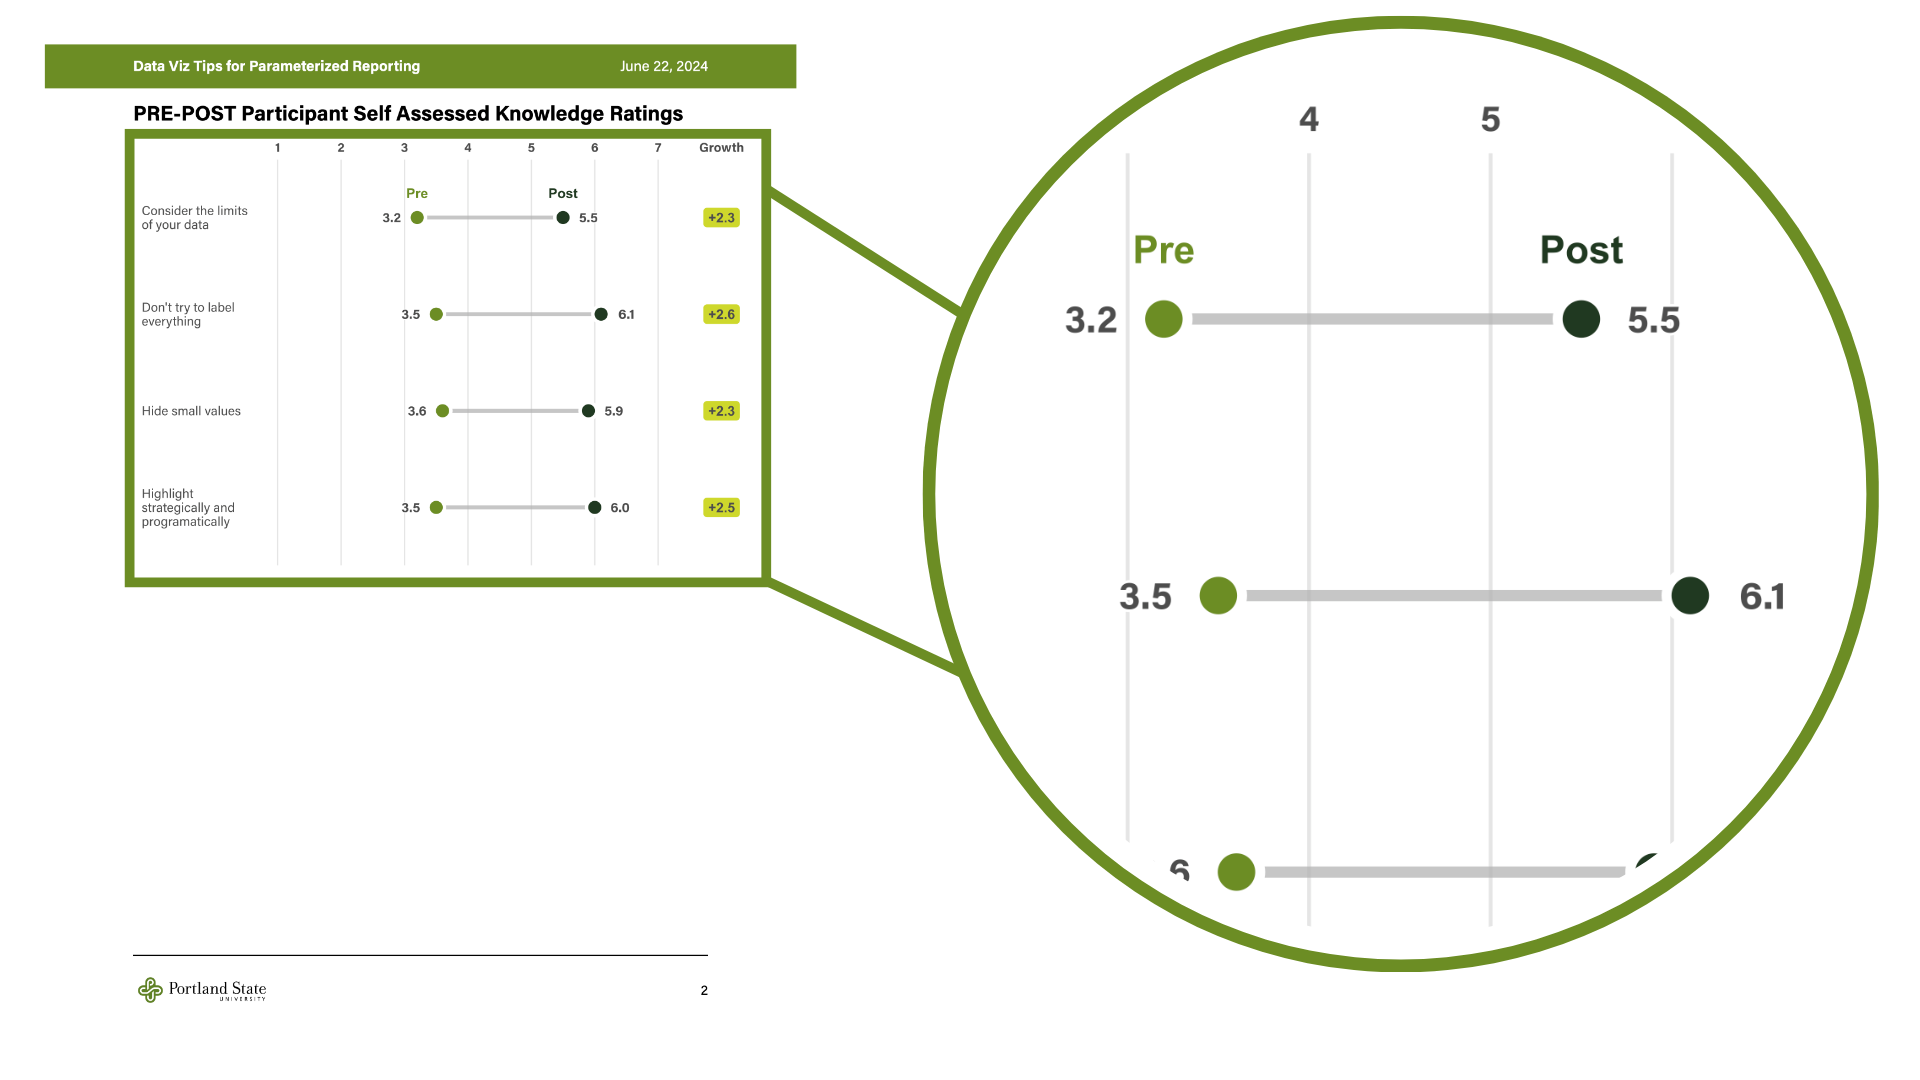 Data Viz Tips for Parameterized Reporting
June 22, 2024
PRE-POST Participant Self Assessed Knowledge Ratings
1 2 3 4 5 6 7 Growth
Pre Post
Consider the limits
of your data
3.2 5.5 +2.3
Don't try to label
everything
3.5 6.1 +2.6
Hide small values
3.6 5.9 +2.3
Highlight
strategically and
programatically
3.5 6.0 +2.5
Portland State
UNIVERSITY
2
4 5
Pre Post
3.2 5.5
3.5 6.1
6